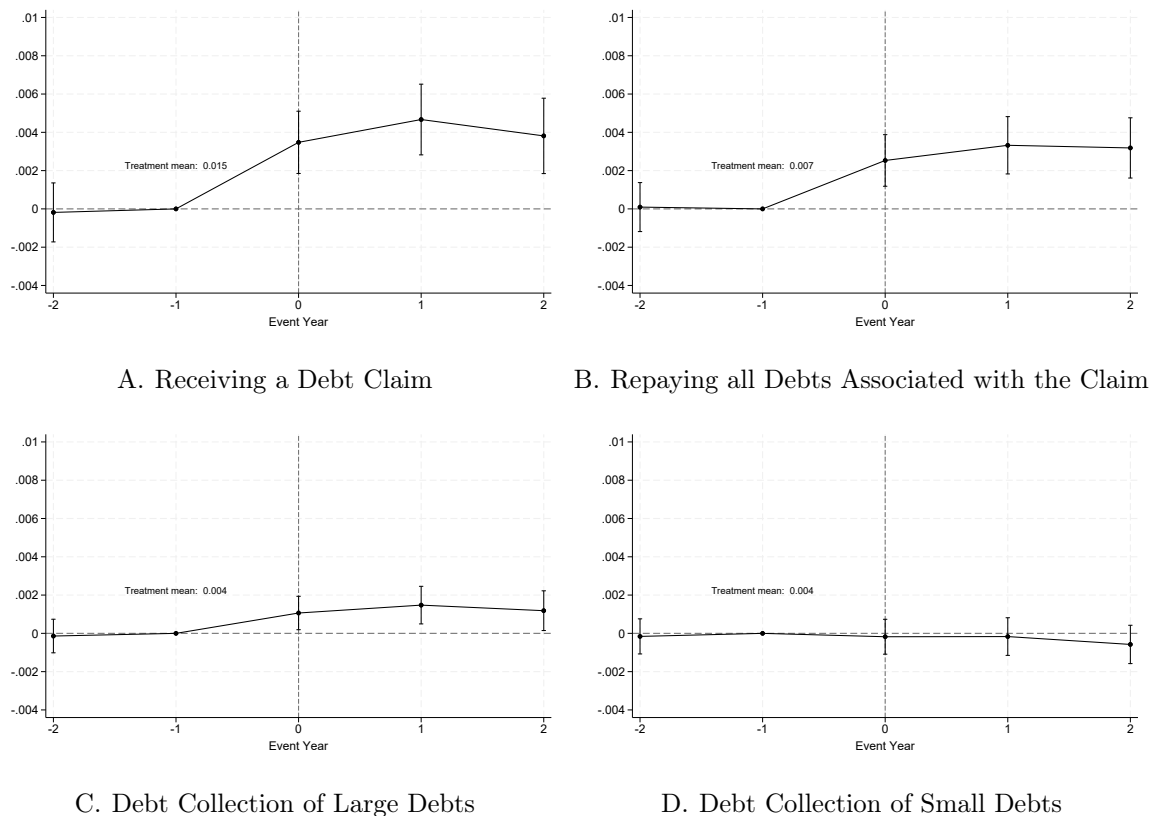 .01
.008
.006
.004
.002
0
-.002
-.004
Treatment mean: 0.015
-2 -1 0 1 2
Event Year
A. Receiving a Debt Claim
.01
.008
.006
.004
.002
0
-.002
-.004
Treatment mean: 0.007
-2 -1 0 1 2
Event Year
B. Repaying all Debts Associated with the Claim
.01
.008
.006
.004
.002
0
-.002
-.004
Treatment mean: 0.004
-2 -1 0 1 2
Event Year
C. Debt Collection of Large Debts
.01
.008
.006
.004
.002
0
-.002
-.004
Treatment mean: 0.004
-2 -1 0 1 2
Event Year
D. Debt Collection of Small Debts